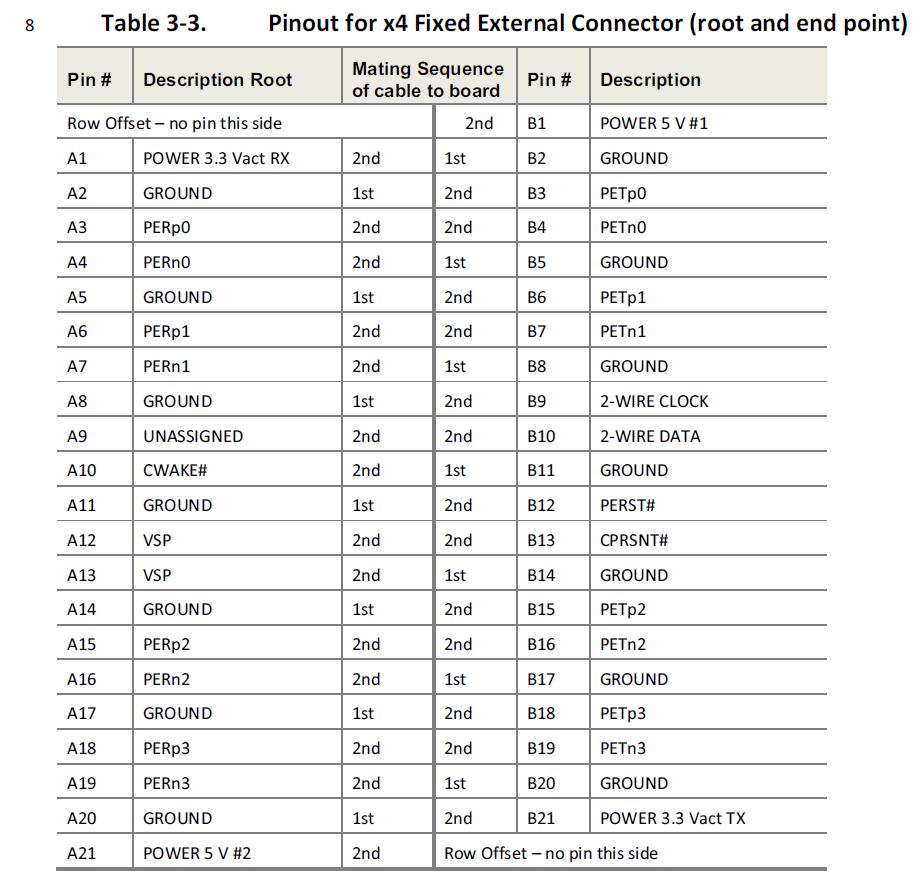 8 Table 3-3. Pinout for x4 Fixed External Connector (root and end point)
Pin # Description Root Mating Sequence of cable to board Pin # Description
Row Offset – no pin this side 2nd B1 POWER 5 V #1
A1 POWER 3.3 Vact RX 2nd 1st B2 GROUND
A2 GROUND 1st 2nd B3 PETp0
A3 PERp0 2nd 2nd B4 PETn0
A4 PERn0 2nd 1st B5 GROUND
A5 GROUND 1st 2nd B6 PETp1
A6 PERp1 2nd 2nd B7 PETn1
A7 PERn1 2nd 1st B8 GROUND
A8 GROUND 1st 2nd B9 2-WIRE CLOCK
A9 UNASSIGNED 2nd 2nd B10 2-WIRE DATA
A10 CWAKE# 2nd 1st B11 GROUND
A11 GROUND 1st 2nd B12 PERST#
A12 VSP 2nd 2nd B13 CPRSNT#
A13 VSP 2nd 1st B14 GROUND
A14 GROUND 1st 2nd B15 PETp2
A15 PERp2 2nd 2nd B16 PETn2
A16 PERn2 2nd 1st B17 GROUND
A17 GROUND 1st 2nd B18 PETp3
A18 PERp3 2nd 2nd B19 PETn3
A19 PERn3 2nd 1st B20 GROUND
A20 GROUND 1st 2nd B21 POWER 3.3 Vact TX
A21 POWER 5 V #2 2nd Row Offset – no pin this side